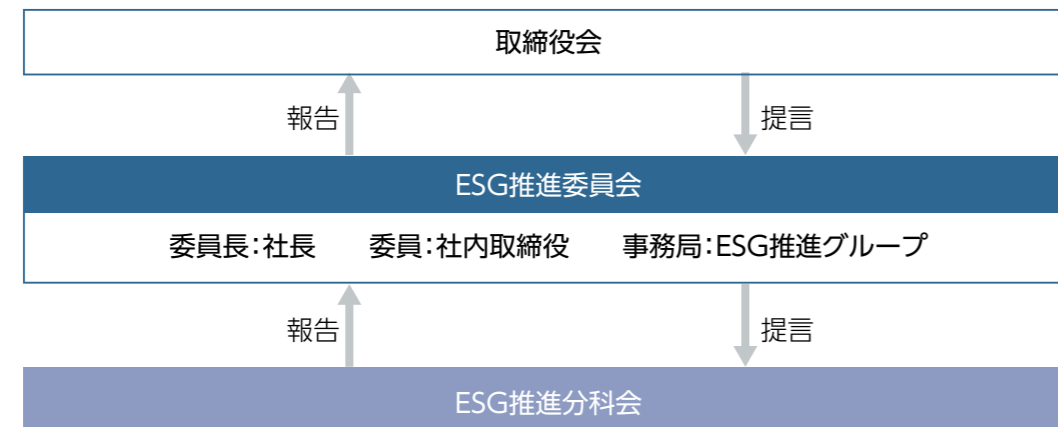 取締役会
報告
提言
ESG推進委員会
委員長：社長　委員：社内取締役　事務局：ESG推進グループ
報告
提言
ESG推進分科会